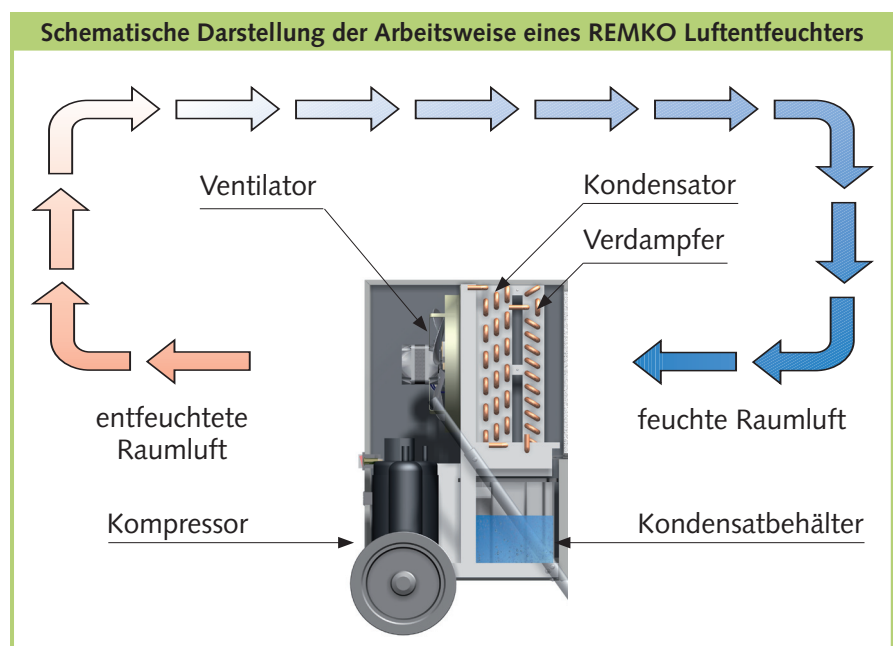 Schematische Darstellung der Arbeitsweise eines REMKO Luftentfeuchters
Ventilator
Kondensator
Verdampfer
entfeuchtete
Raumluft
feuchte Raumluft
Kompressor
Kondensatbehälter